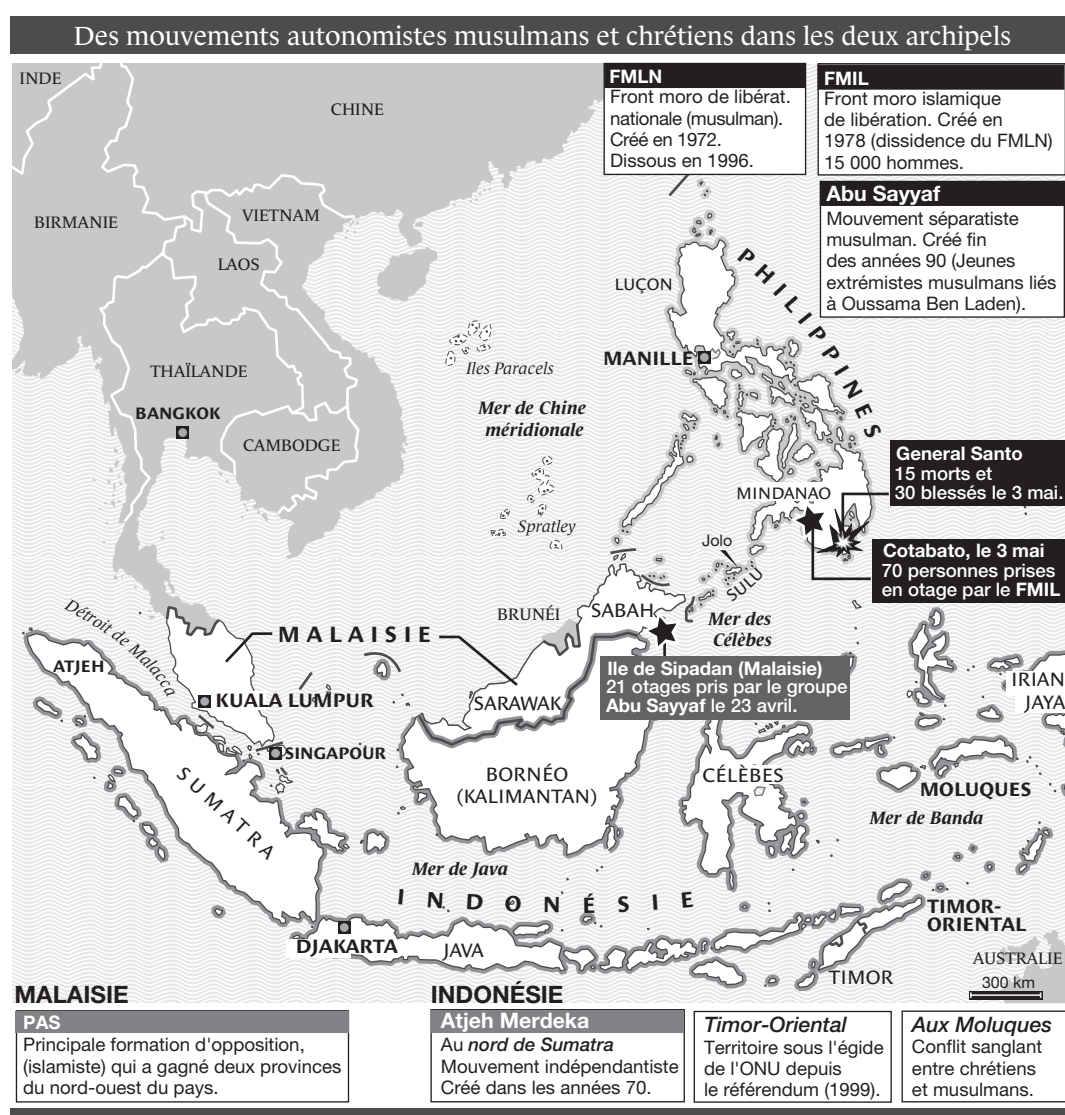 Des mouvements autonomistes musulmans et chrétiens dans les deux archipels
INDE
CHINE
BIRMANIE
VIETNAM
LAOS
THAÏLANDE
BANGKOK
CAMBODGE
FMLN
Front moro de libérat.
nationale (musulman).
Créé en 1972.
Dissous en 1996.
FMIL
Front moro islamique
de libération. Créé en
1978 (dissidence du FMLN)
15 000 hommes.
Abu Sayyaf
Mouvement séparatiste
musulman. Créé fin
des années 90 (Jeunes
extrémistes musulmans liés
à Oussama Ben Laden).
PHILIPPINES
LUÇON
MANILLE
Iles Paracels
Mer de Chine
méridionale
Spratley
MINDANAO
General Santo
15 morts et
30 blessés le 3 mai.
Cotabato, le 3 mai
70 personnes prises
en otage par le FMIL
Jolo
SULU
Mer des
Célèbes
BRUNÉI
SABAH
MALAISIE
Détroit de Malacca
ATJEH
KUALA LUMPUR
SARAWAK
Ile de Sipadan (Malaisie)
21 otages pris par le groupe
Abu Sayyaf le 23 avril.
IRIAN
JAYA
SINGAPOUR
SUMATRA
BORNÉO
(KALIMANTAN)
CÉLÈBES
MOLUQUES
Mer de Banda
Mer de Java
INDONÉSIE
DJAKARTA
JAVA
TIMOR-
ORIENTAL
TIMOR
AUSTRALIE
300 km
MALAISIE
PAS
Principale formation d'opposition,
(islamiste) qui a gagné deux provinces
du nord-ouest du pays.
INDONÉSIE
Atjeh Merdeka
Au nord de Sumatra
Mouvement indépendantiste
Créé dans les années 70.
Timor-Oriental
Territoire sous l'égide
de l'ONU depuis
le référendum (1999).
Aux Moluques
Conflit sanglant
entre chrétiens
et musulmans.